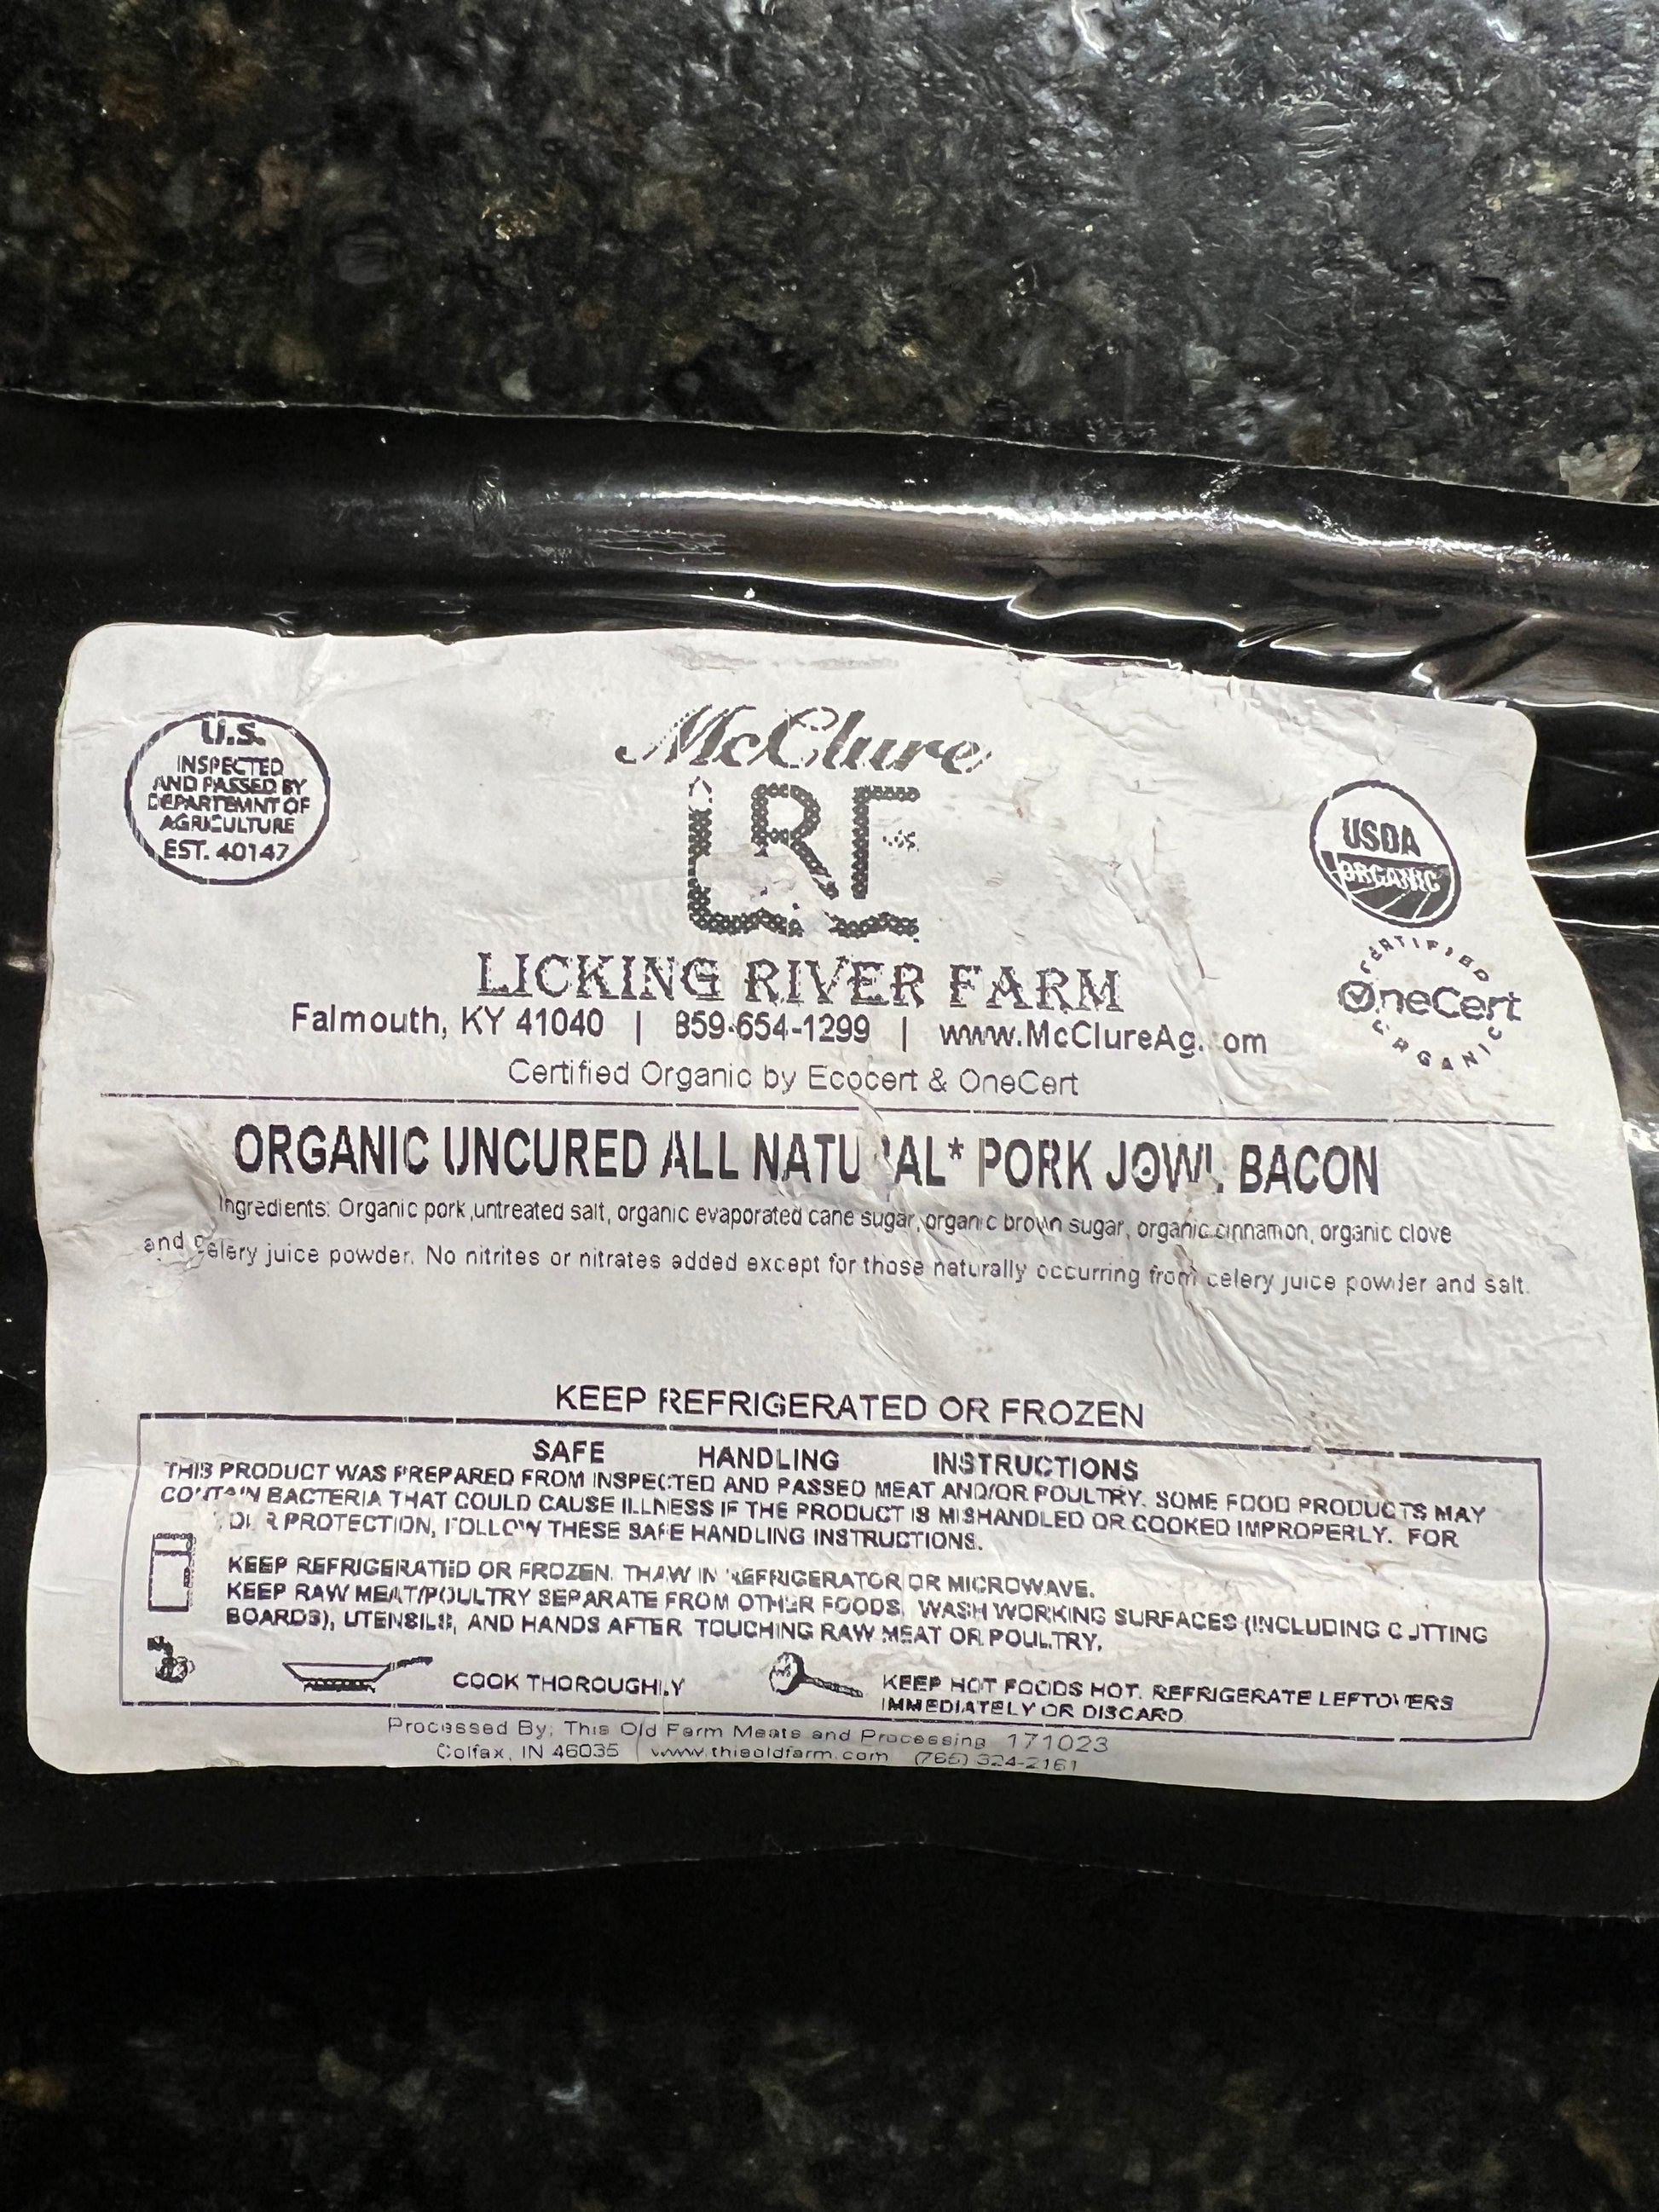 U.S.
INSPECTED
AND PASSED BY
DEPARTEMNT OF
AGRICULTURE
EST. 40147
McClure
LRF
LICKING RIVER FARM
Falmouth, KY 41040 | 859-654-1299 | www.McClureAg. om
Certified Organic by Ecocert & OneCert
USDA
ORGANIC
CERTIFIED
OneCert
ORGANIC
ORGANIC UNCURED ALL NATU AL* PORK JOWL BACON
Ingredients: Organic pork ,untreated salt, organic evaporated cane sugar, organic brown sugar, organic cinnamon, organic clove
and celery juice powder. No nitrites or nitrates added except for those naturally occurring from celery juice powder and salt.
KEEP REFRIGERATED OR FROZEN
SAFE HANDLING INSTRUCTIONS
THIS PRODUCT WAS PREPARED FROM INSPECTED AND PASSED MEAT AND/OR POULTRY. SOME FOOD PRODUCTS MAY
CONTAIN BACTERIA THAT COULD CAUSE ILLNESS IF THE PRODUCT IS MISHANDLED OR COOKED IMPROPERLY. FOR
YOUR PROTECTION, FOLLOW THESE SAFE HANDLING INSTRUCTIONS.
KEEP REFRIGERATED OR FROZEN. THAW IN REFRIGERATOR OR MICROWAVE.
KEEP RAW MEAT/POULTRY SEPARATE FROM OTHER FOODS. WASH WORKING SURFACES (INCLUDING CUTTING
BOARDS), UTENSILS, AND HANDS AFTER TOUCHING RAW MEAT OR POULTRY.
COOK THOROUGHLY
KEEP HOT FOODS HOT. REFRIGERATE LEFTOVERS
IMMEDIATELY OR DISCARD.
Processed By: This Old Farm Meats and Processing 171023
Colfax, IN 46035 | www.thisoldfarm.com (765) 324-2161